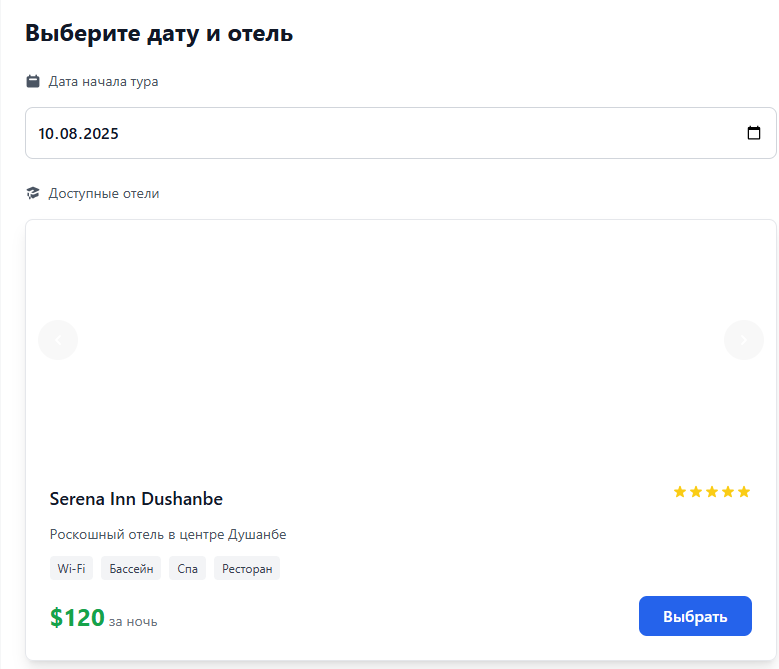 Выберите дату и отель
Дата начала тура
10.08.2025
Доступные отели
Serena Inn Dushanbe
Роскошный отель в центре Душанбе
Wi-Fi Бассейн Спа Ресторан
$120 за ночь
Выбрать